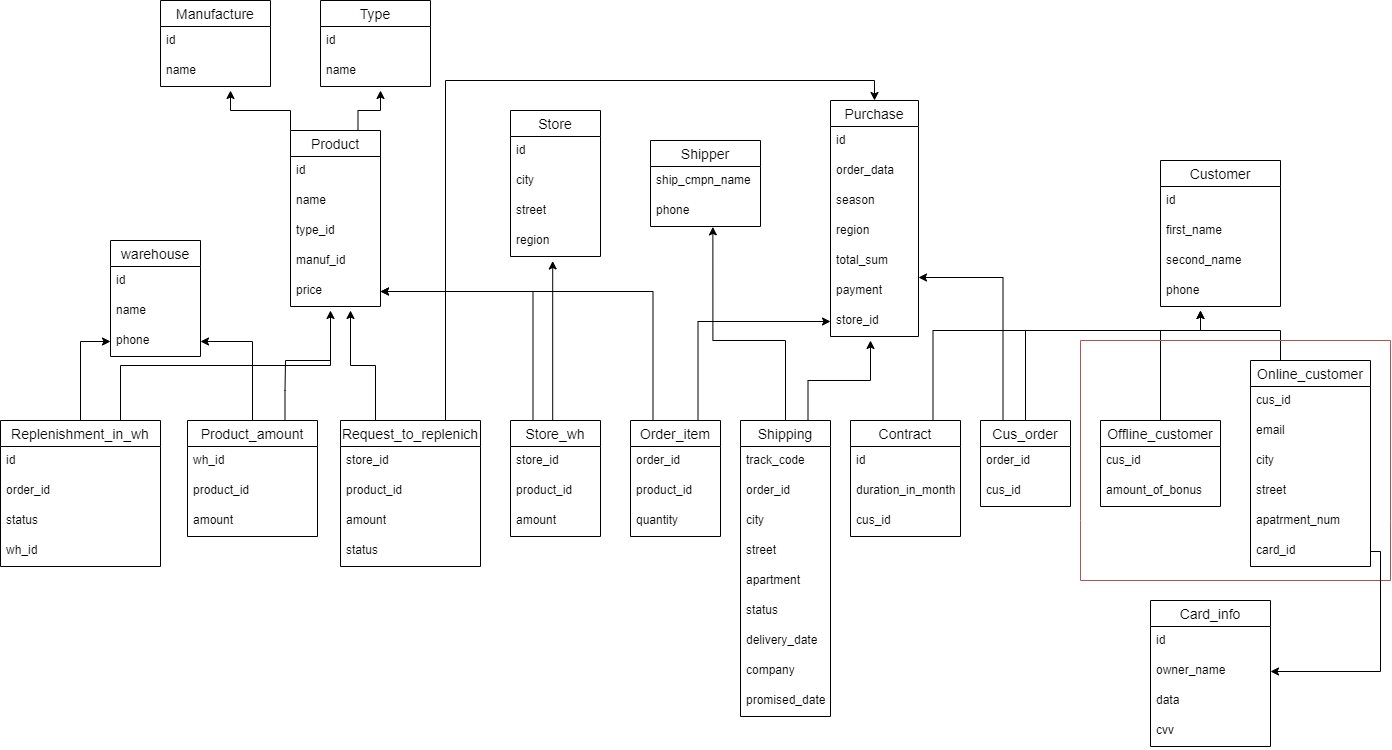 Manufacture
id
name
Type
id
name
Product
id
name
type_id
manuf_id
price
Store
id
city
street
region
Shipper
ship_cmpn_name
phone
Purchase
id
order_data
season
region
total_sum
payment
store_id
Customer
id
first_name
second_name
phone
warehouse
id
name
phone
Replenishment_in_wh
id
order_id
status
wh_id
Product_amount
wh_id
product_id
amount
Request_to_replenich
store_id
product_id
amount
status
Store_wh
store_id
product_id
amount
Order_item
order_id
product_id
quantity
Shipping
track_code
order_id
city
street
apartment
status
delivery_date
company
promised_date
Contract
id
duration_in_month
cus_id
Cus_order
order_id
cus_id
Offline_customer
cus_id
amount_of_bonus
Online_customer
cus_id
email
city
street
apatrment_num
card_id
Card_info
id
owner_name
data
cvv